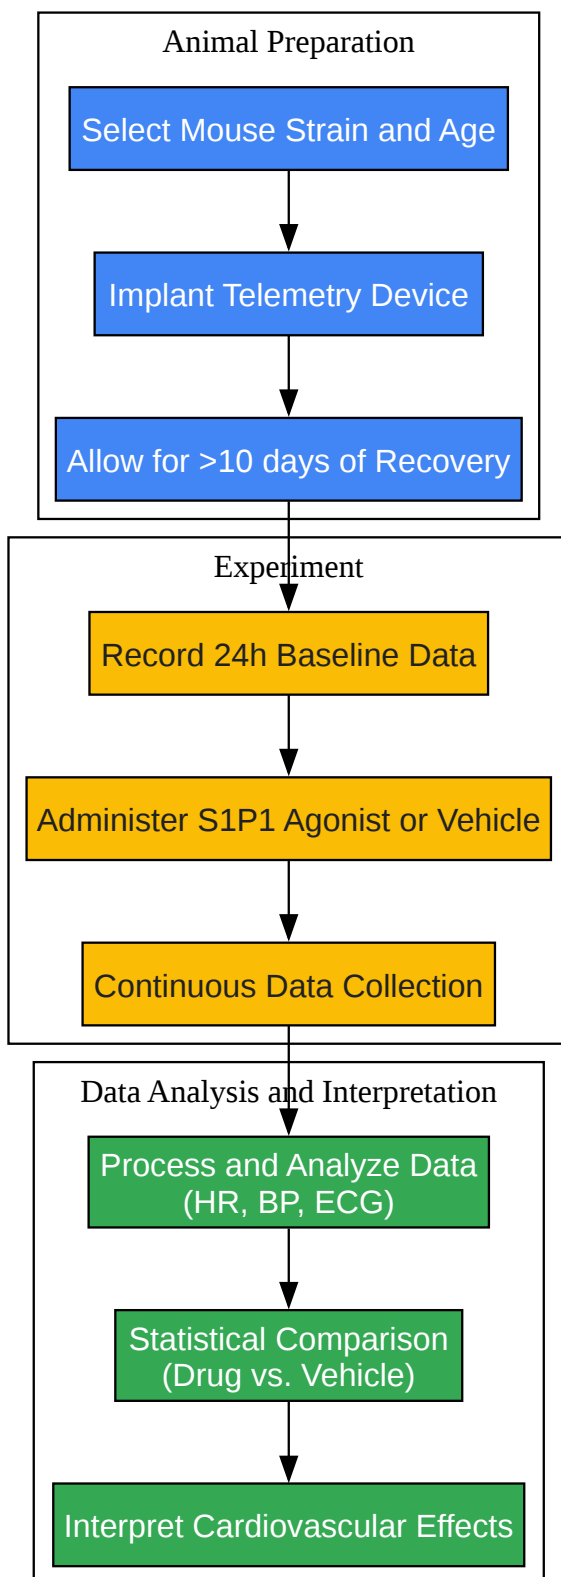 Animal Preparation
Select Mouse Strain and Age
Implant Telemetry Device
Allow for >10 days of Recovery
Experiment
Record 24h Baseline Data
Administer S1P1 Agonist or Vehicle
Continuous Data Collection
Data Analysis and Interpretation
Process and Analyze Data
(HR, BP, ECG)
Statistical Comparison
(Drug vs. Vehicle)
Interpret Cardiovascular Effects